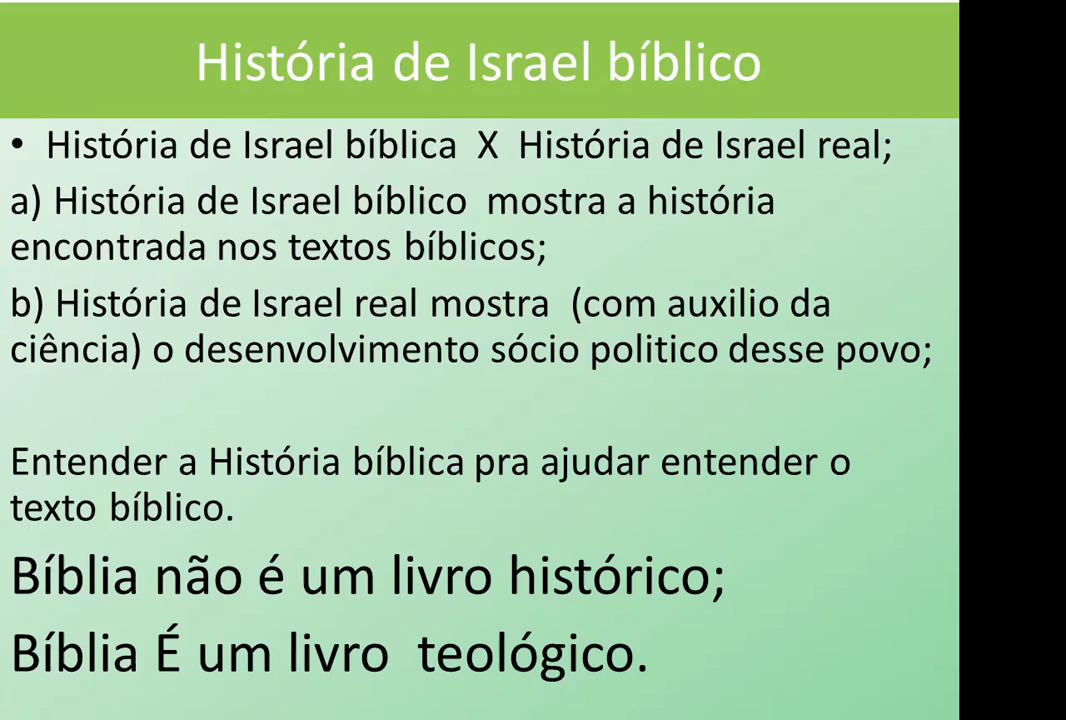 História de Israel bíblico
• História de Israel bíblica X História de Israel real;
a) História de Israel bíblico mostra a história
encontrada nos textos bíblicos;
b) História de Israel real mostra (com auxilio da
ciência) o desenvolvimento sócio politico desse povo;
Entender a História bíblica pra ajudar entender o
texto bíblico.
Bíblia não é um livro histórico;
Bíblia É um livro teológico.